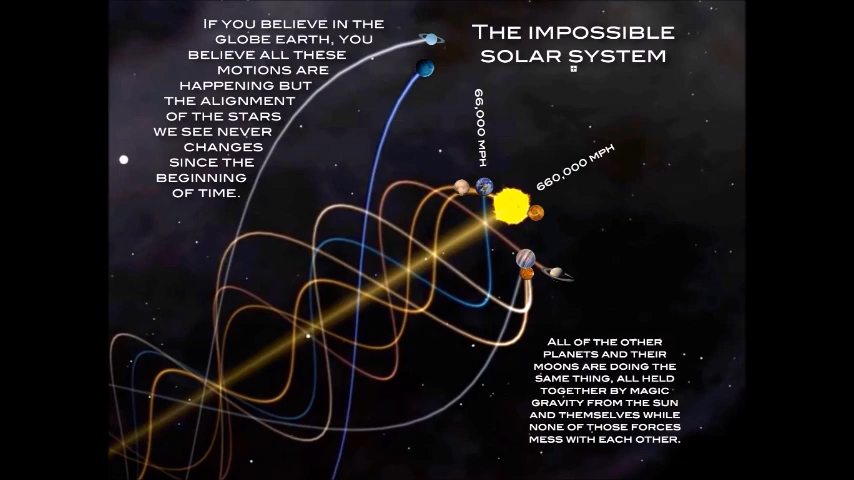 If you believe in the
globe earth, you
believe all these
motions are
happening but
the alignment
of the stars
we see never
changes
since the
beginning
of time.
The impossible
solar system
66,000 mph
660,000 mph
All of the other
planets and their
moons are doing the
same thing, all held
together by magic
gravity from the sun
and themselves while
none of those forces
mess with each other.